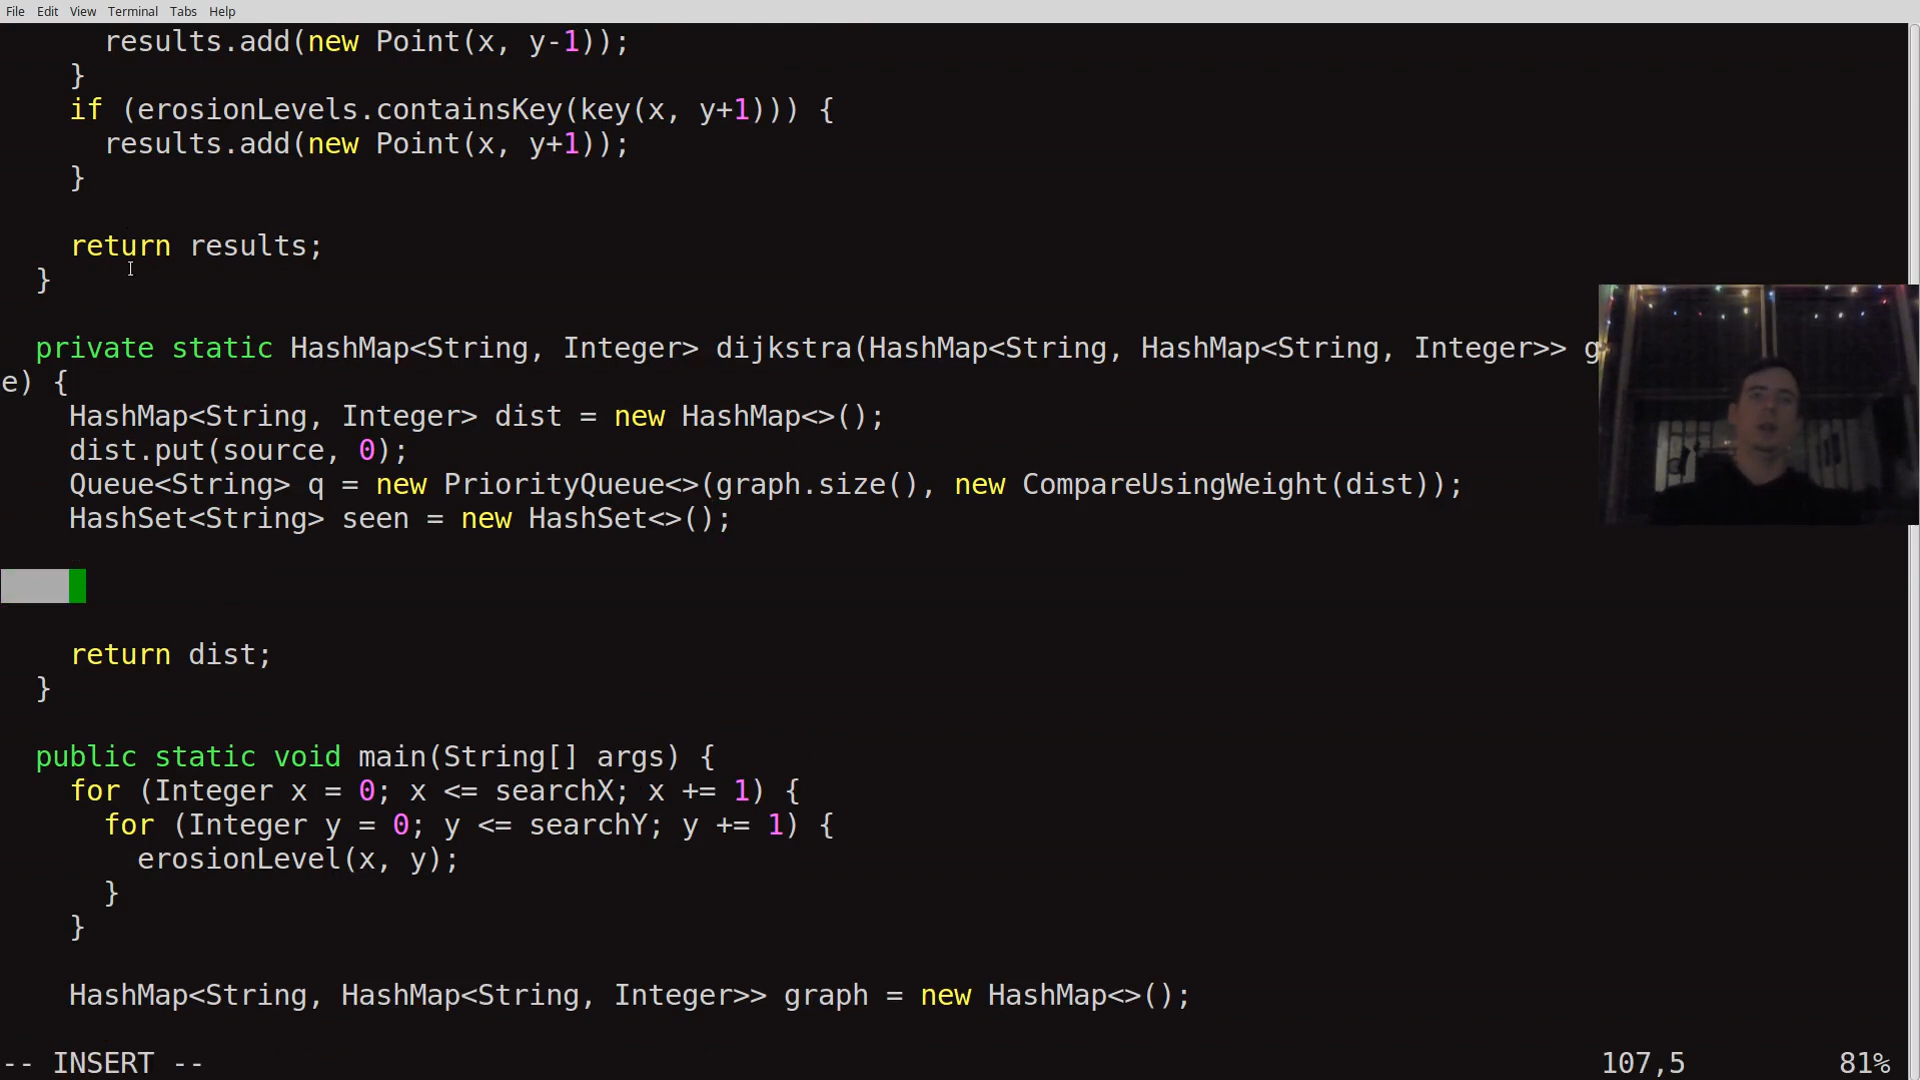 File Edit View Terminal Tabs Help
results.add(new Point(x, y-1));
}
if (erosionLevels.containsKey(key(x, y+1))) {
results.add(new Point(x, y+1));
}
return results;
}
private static HashMap<String, Integer> dijkstra(HashMap<String, HashMap<String, Integer>> g
e) {
HashMap<String, Integer> dist = new HashMap<>();
dist.put(source, 0);
Queue<String> q = new PriorityQueue<>(graph.size(), new CompareUsingWeight(dist));
HashSet<String> seen = new HashSet<>();
return dist;
}
public static void main(String[] args) {
for (Integer x = 0; x <= searchX; x += 1) {
for (Integer y = 0; y <= searchY; y += 1) {
erosionLevel(x, y);
}
}
HashMap<String, HashMap<String, Integer>> graph = new HashMap<>();
-- INSERT -- 107,5 81%